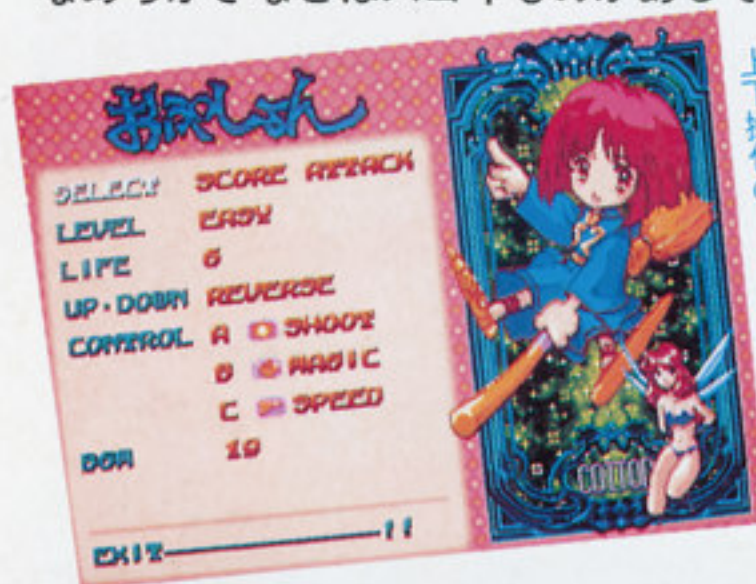 おぷしょん
SELECT SCORE ATTACK
LEVEL EASY
LIFE 6
UP・DOWN REVERSE
CONTROL A SHOOT
B MAGIC
C SPEED
BGM 19
EXIT!!
COTTON